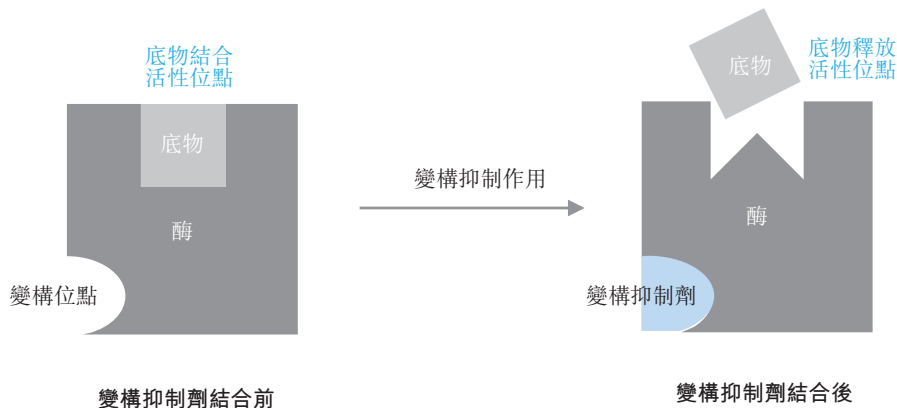 底物結合
活性位點
底物
酶
變構位點
變構抑制劑結合前
變構抑制作用
底物
底物釋放
活性位點
酶
變構抑制劑
變構抑制劑結合後